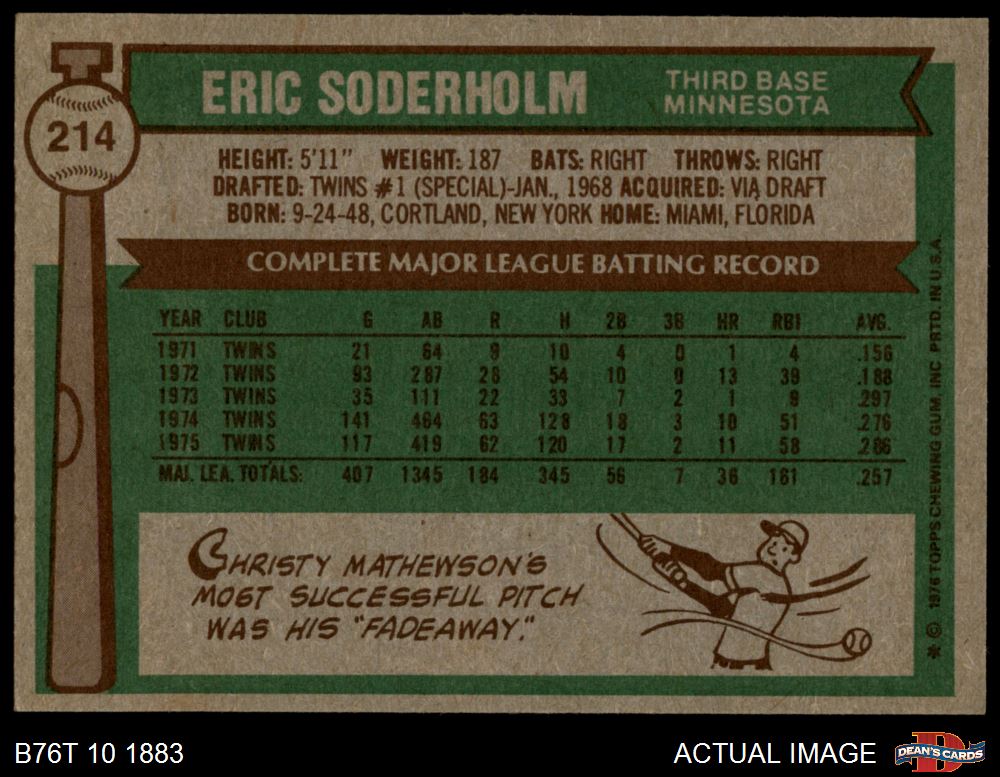 214
ERIC SODERHOLM
THIRD BASE
MINNESOTA
HEIGHT: 5'11" WEIGHT: 187 BATS: RIGHT THROWS: RIGHT
DRAFTED: TWINS #1 (SPECIAL)-JAN., 1968 ACQUIRED: VIA DRAFT
BORN: 9-24-48, CORTLAND, NEW YORK HOME: MIAMI, FLORIDA
COMPLETE MAJOR LEAGUE BATTING RECORD
YEAR CLUB G AB R H 2B 3B HR RBI AVG.
1971 TWINS 21 64 9 10 4 0 1 4 .156
1972 TWINS 93 287 28 54 10 0 13 39 .188
1973 TWINS 35 111 22 33 7 2 1 9 .297
1974 TWINS 141 464 63 128 18 3 10 51 .276
1975 TWINS 117 419 62 120 17 2 11 58 .286
MAJ. LEA. TOTALS: 407 1345 184 345 56 7 36 161 .257
CHRISTY MATHEWSON'S
MOST SUCCESSFUL PITCH
WAS HIS "FADEAWAY."
* © 1976 TOPPS CHEWING GUM, INC PRTD. IN U.S.A.
B76T 10 1883
ACTUAL IMAGE
D
DEAN'S CARDS